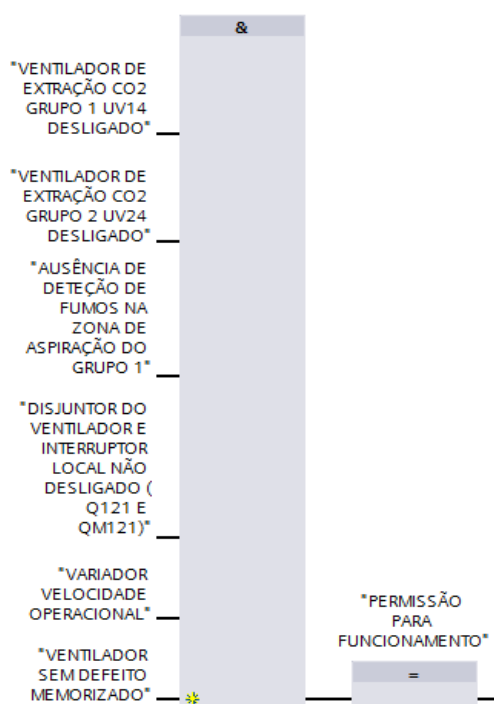 &
"VENTILADOR DE
EXTRAÇÃO CO2
GRUPO 1 UV14
DESLIGADO"
"VENTILADOR DE
EXTRAÇÃO CO2
GRUPO 2 UV24
DESLIGADO"
"AUSÊNCIA DE
DETEÇÃO DE
FUMOS NA
ZONA DE
ASPIRAÇÃO DO
GRUPO 1"
"DISJUNTOR DO
VENTILADOR E
INTERRUPTOR
LOCAL NÃO
DESLIGADO (
Q121 E
QM121)"
"VARIADOR
VELOCIDADE
OPERACIONAL"
"VENTILADOR
SEM DEFEITO
MEMORIZADO"
"PERMISSÃO
PARA
FUNCIONAMENTO"
=